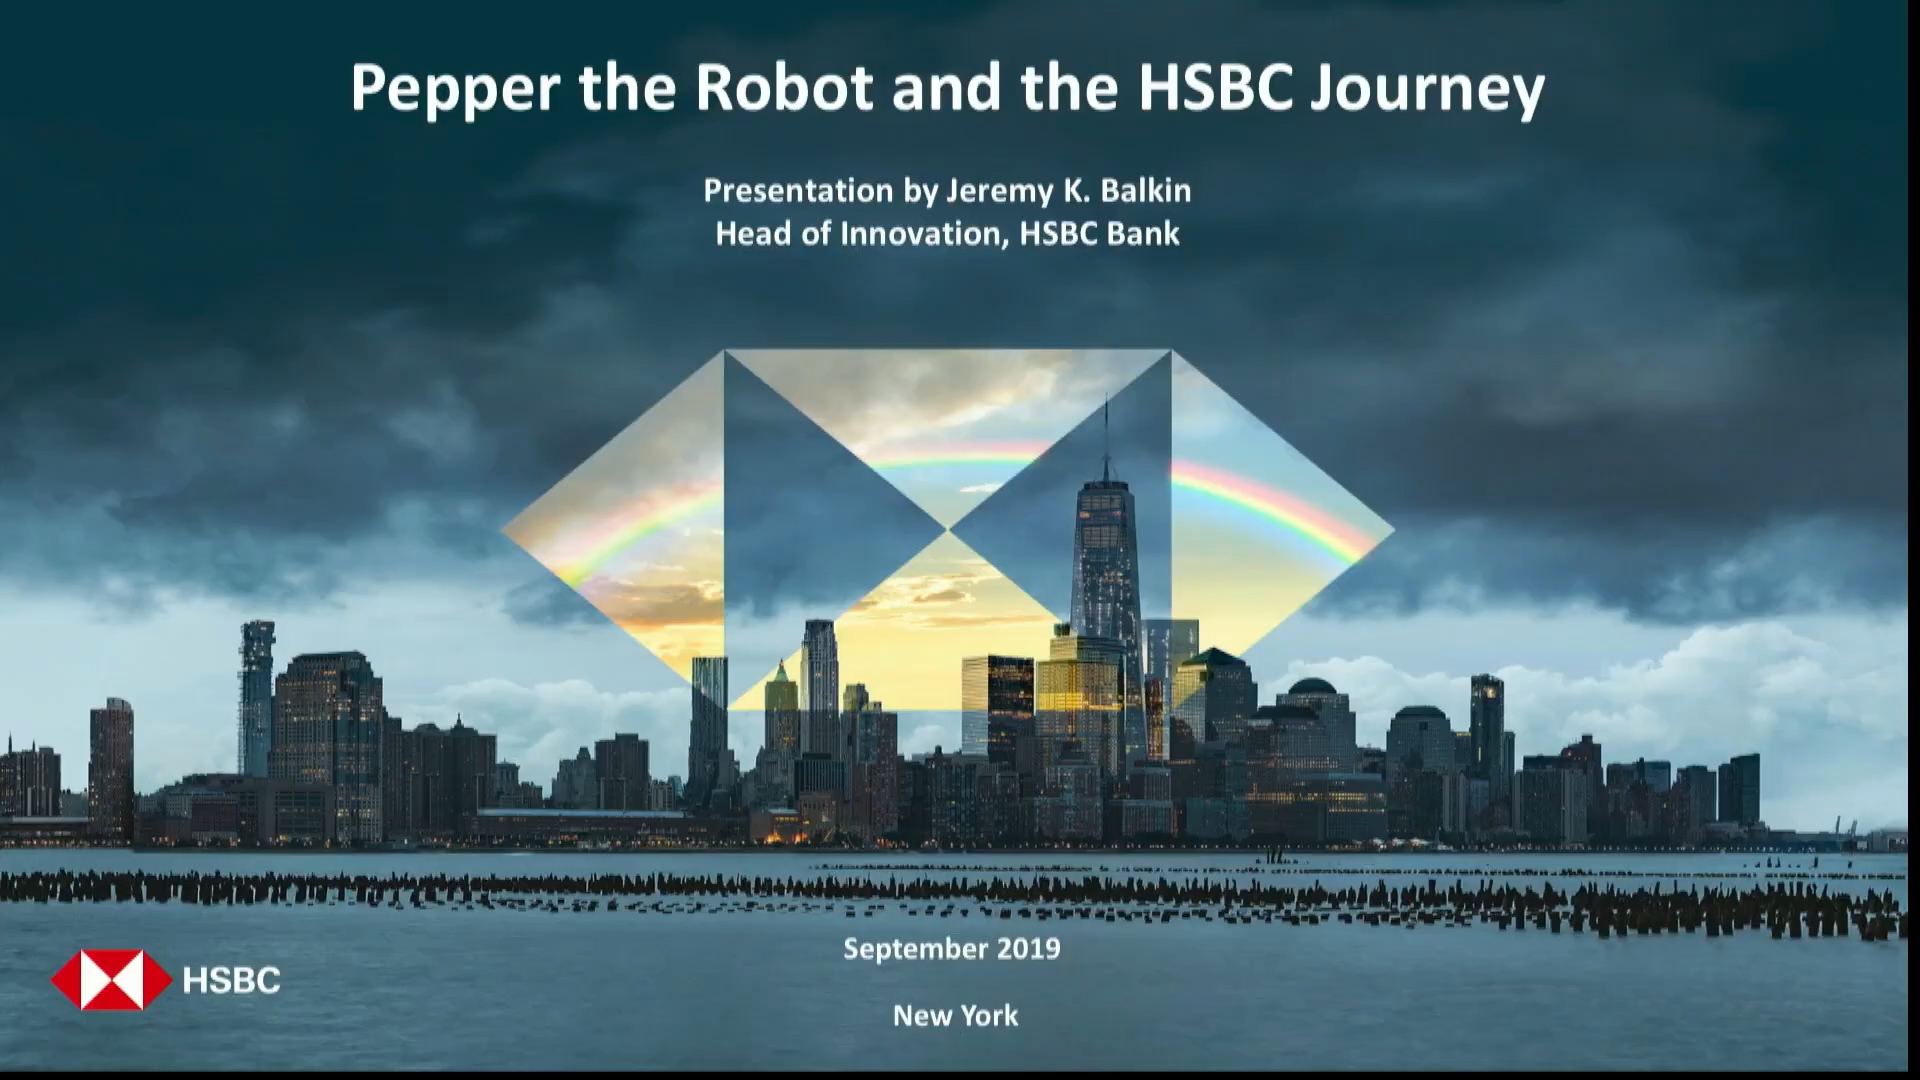 Pepper the Robot and the HSBC Journey
Presentation by Jeremy K. Balkin
Head of Innovation, HSBC Bank
September 2019
HSBC
New York